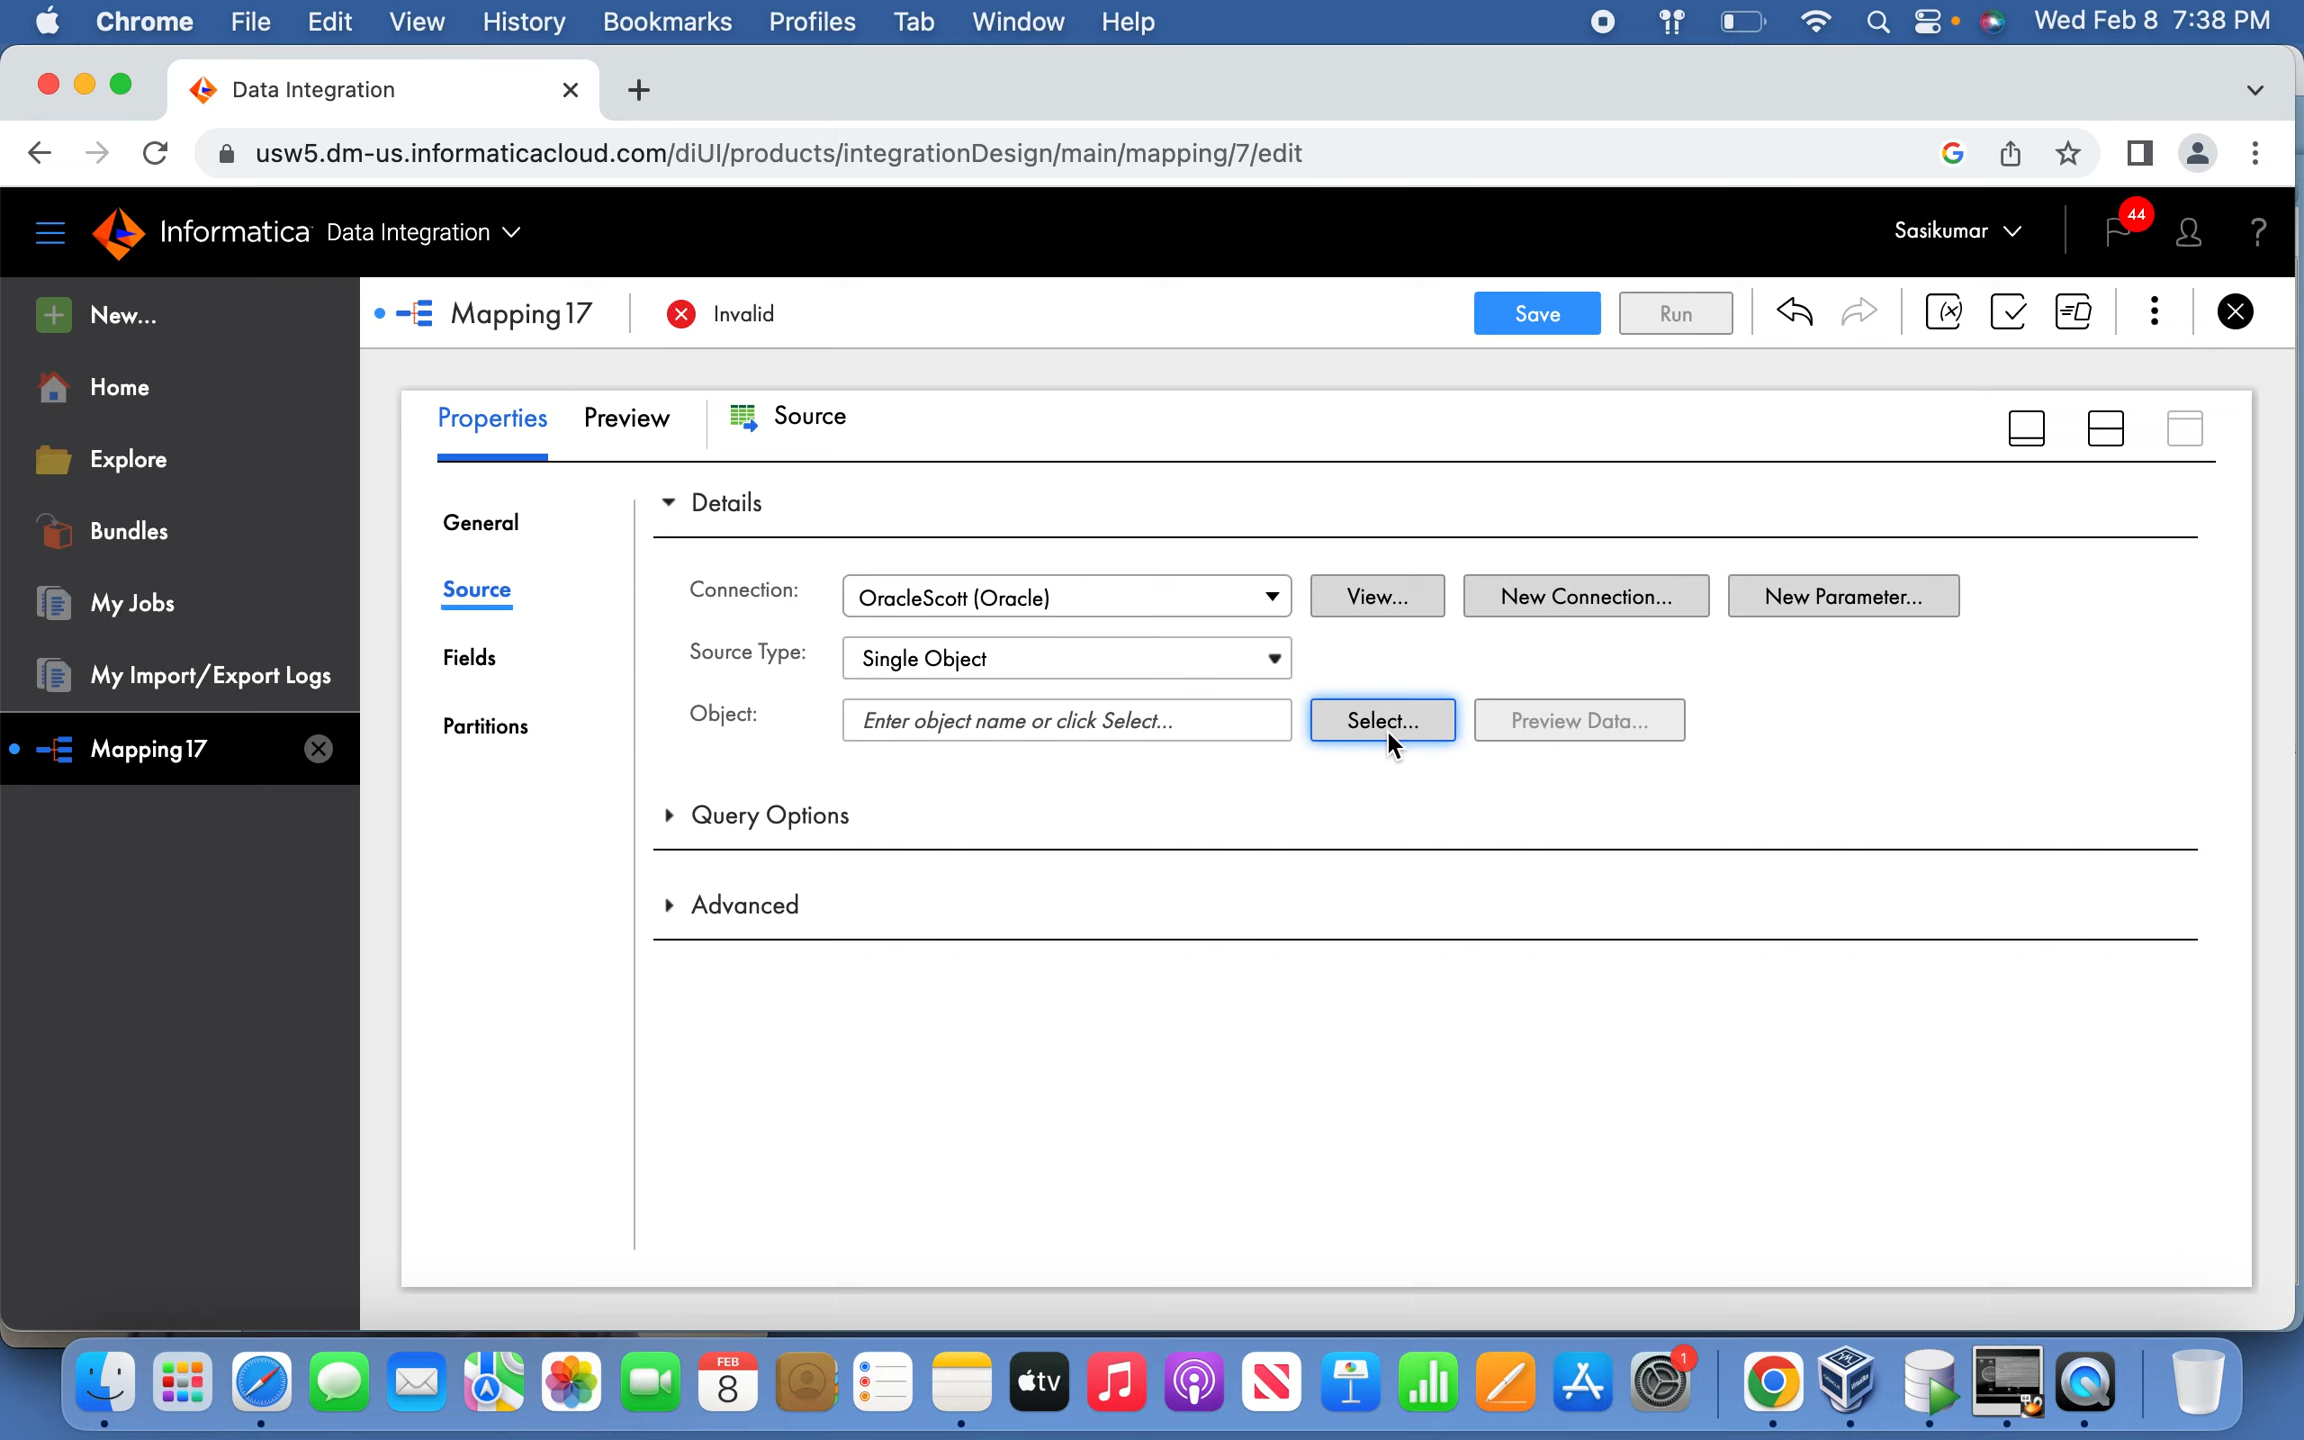 Chrome File Edit View History Bookmarks Profiles Tab Window Help Wed Feb 8 7:38 PM
Data Integration
usw5.dm-us.informaticacloud.com/diUI/products/integrationDesign/main/mapping/7/edit
Informatica Data Integration Sasikumar 44 ?
New...
Home
Explore
Bundles
My Jobs
My Import/Export Logs
Mapping17
Mapping17 Invalid Save Run
Properties Preview Source
General
Source
Fields
Partitions
Details
Connection: OracleScott (Oracle) View... New Connection... New Parameter...
Source Type: Single Object
Object: Enter object name or click Select... Select... Preview Data...
Query Options
Advanced
FEB
8
tv
1